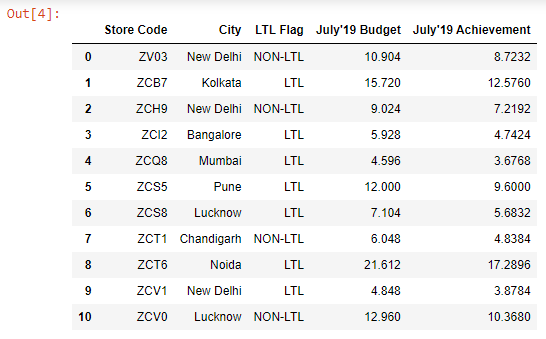 Out[4]:
Store Code City LTL Flag July'19 Budget July'19 Achievement
0 ZV03 New Delhi NON-LTL 10.904 8.7232
1 ZCB7 Kolkata LTL 15.720 12.5760
2 ZCH9 New Delhi NON-LTL 9.024 7.2192
3 ZCI2 Bangalore LTL 5.928 4.7424
4 ZCQ8 Mumbai LTL 4.596 3.6768
5 ZCS5 Pune LTL 12.000 9.6000
6 ZCS8 Lucknow LTL 7.104 5.6832
7 ZCT1 Chandigarh NON-LTL 6.048 4.8384
8 ZCT6 Noida LTL 21.612 17.2896
9 ZCV1 New Delhi LTL 4.848 3.8784
10 ZCV0 Lucknow NON-LTL 12.960 10.3680